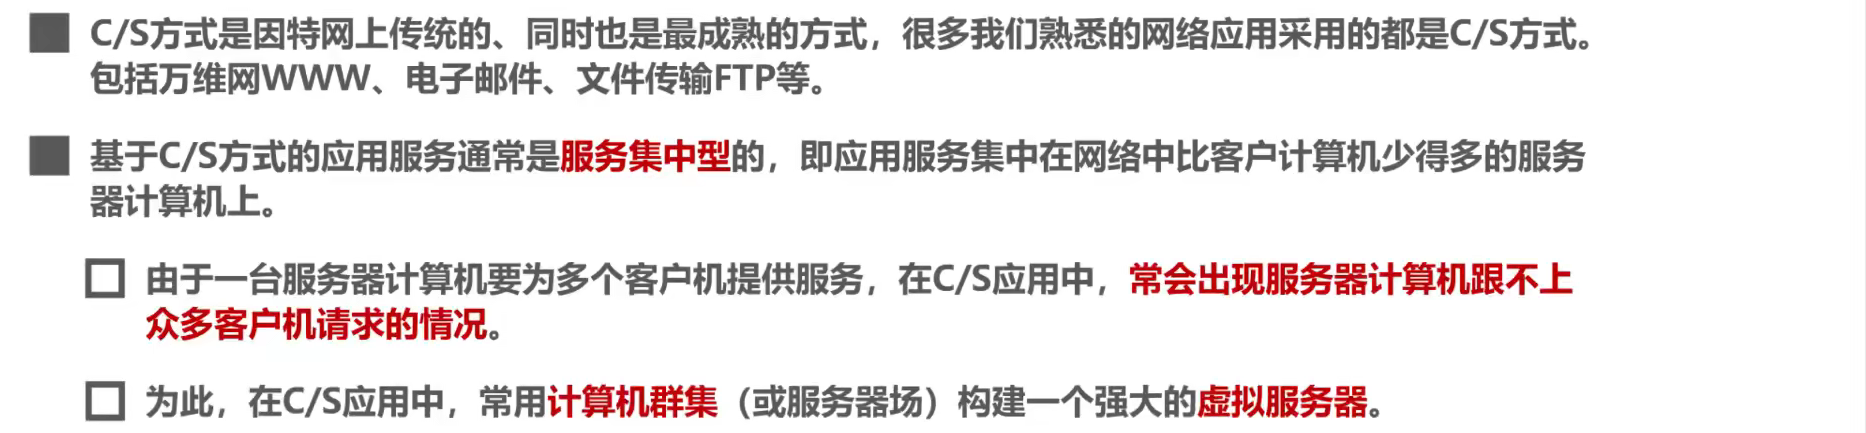 C/S方式是因特网上传统的、同时也是最成熟的方式，很多我们熟悉的网络应用采用的都是C/S方式。
包括万维网WWW、电子邮件、文件传输FTP等。
基于C/S方式的应用服务通常是服务集中型的，即应用服务集中在网络中比客户计算机少得多的服务
器计算机上。
由于一台服务器计算机要为多个客户机提供服务，在C/S应用中，常会出现服务器计算机跟不上
众多客户机请求的情况。
为此，在C/S应用中，常用计算机群集（或服务器场）构建一个强大的虚拟服务器。